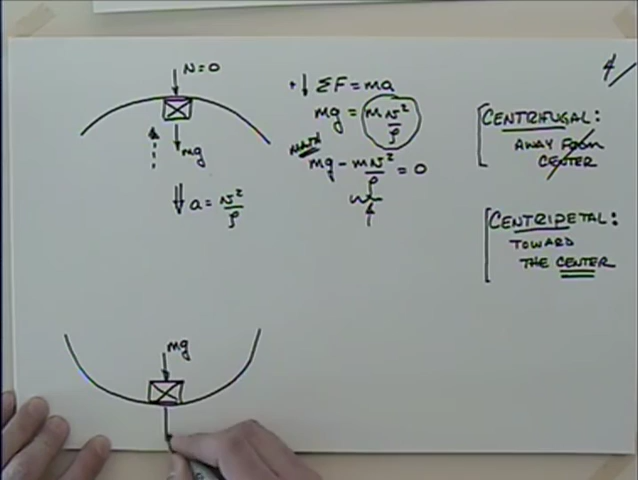 4/
N=0
mg
a = v²/ρ
+↓ ΣF = ma
mg = m v²/ρ
MATH
mg - m v²/ρ = 0
CENTRIFUGAL:
AWAY FROM
CENTER
CENTRIPETAL:
TOWARD
THE CENTER
mg